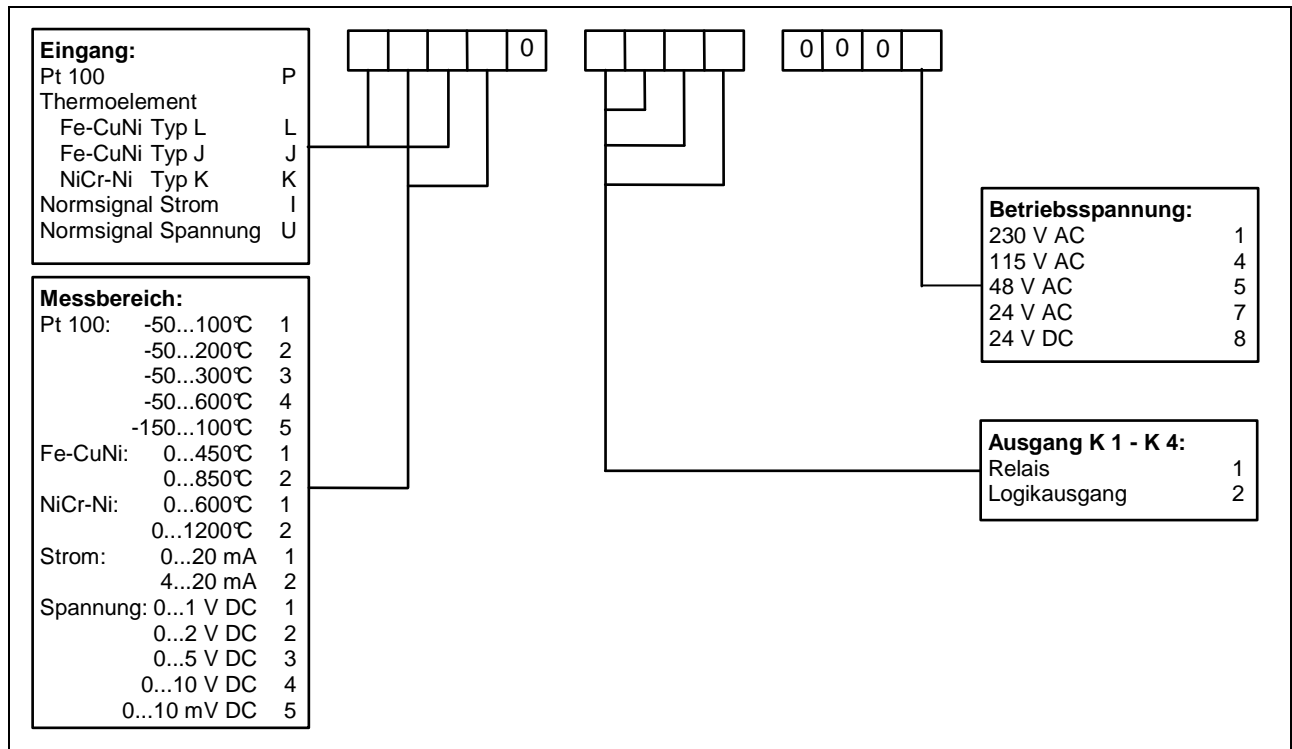 0 0 0 0
Eingang:
Pt 100 P
Thermoelement
Fe-CuNi Typ L L
Fe-CuNi Typ J J
NiCr-Ni Typ K K
Normsignal Strom I
Normsignal Spannung U
Messbereich:
Pt 100: -50...100°C 1
-50...200°C 2
-50...300°C 3
-50...600°C 4
-150...100°C 5
Fe-CuNi: 0...450°C 1
0...850°C 2
NiCr-Ni: 0...600°C 1
0...1200°C 2
Strom: 0...20 mA 1
4...20 mA 2
Spannung: 0...1 V DC 1
0...2 V DC 2
0...5 V DC 3
0...10 V DC 4
0...10 mV DC 5
Betriebsspannung:
230 V AC 1
115 V AC 4
48 V AC 5
24 V AC 7
24 V DC 8
Ausgang K 1 - K 4:
Relais 1
Logikausgang 2